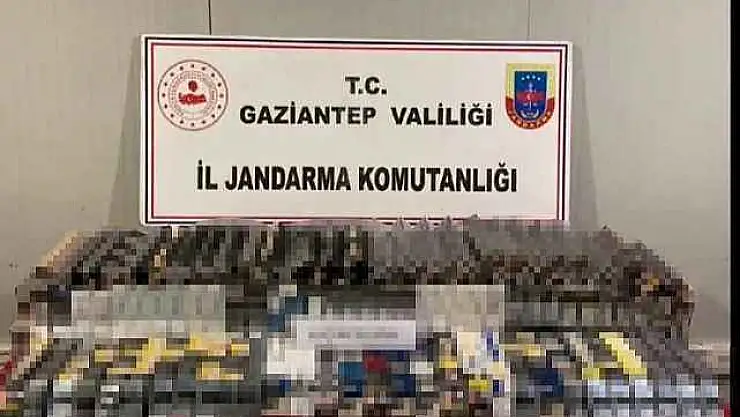 T.C.
GAZİANTEP VALİLİĞİ
İL JANDARMA KOMUTANLIĞI